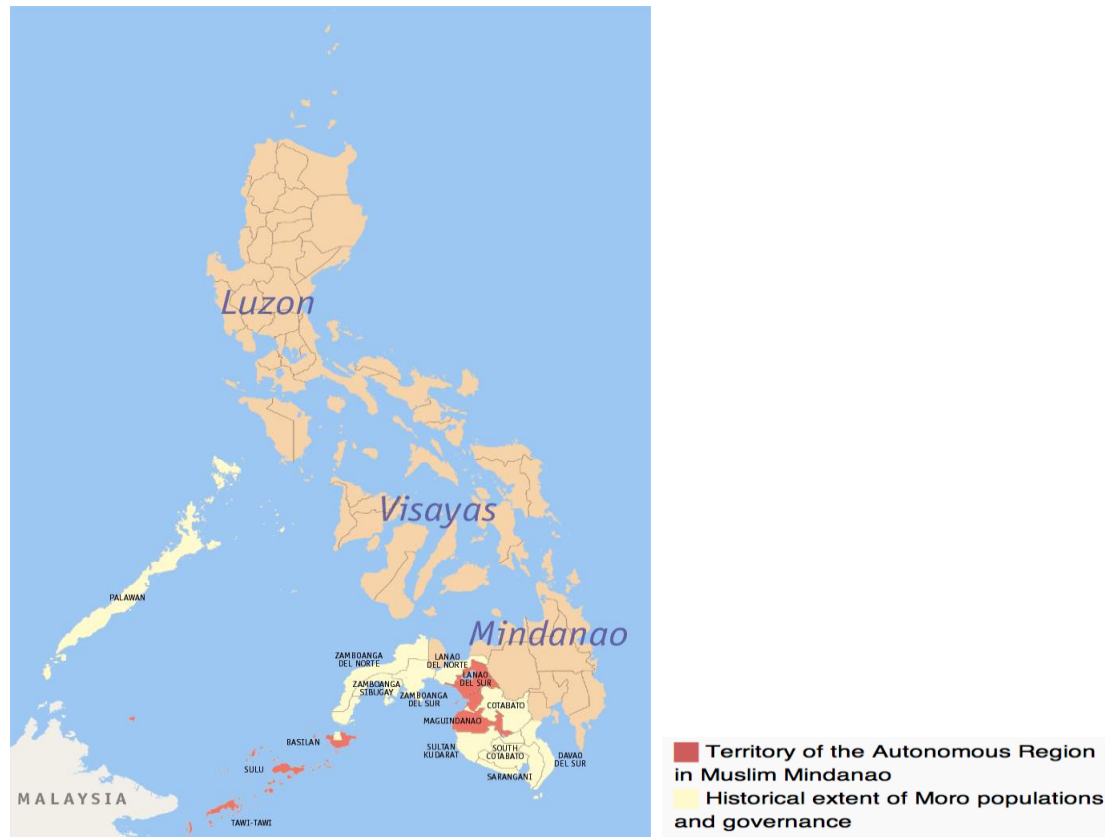 Luzon
Visayas
PALAWAN
Mindanao
ZAMBOANGA
DEL NORTE
LANAO
DEL NORTE
LANAO
DEL SUR
ZAMBOANGA
SIBUGAY
ZAMBOANGA
DEL SUR
COTABATO
MAGUINDANAO
BASILAN
SULTAN
KUDARAT
SOUTH
COTABATO
DAVAO
DEL SUR
SULU
SARANGANI
MALAYSIA
TAWI-TAWI
Territory of the Autonomous Region
in Muslim Mindanao
Historical extent of Moro populations
and governance